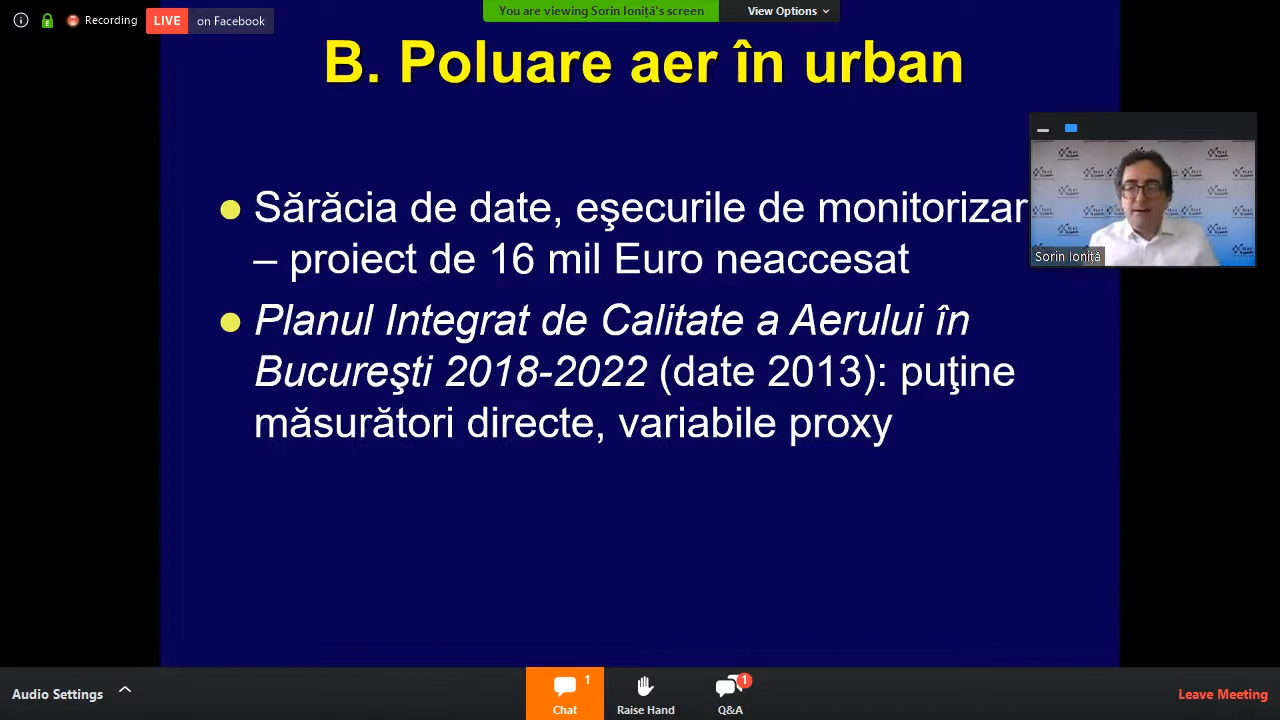 Recording
LIVE
on Facebook
You are viewing Sorin Ioniță's screen
View Options
B. Poluare aer în urban
Sărăcia de date, eşecurile de monitorizar
– proiect de 16 mil Euro neaccesat
Planul Integrat de Calitate a Aerului în
Bucureşti 2018-2022 (date 2013): puţine
măsurători directe, variabile proxy
Sorin Ioniță
Audio Settings
1
Chat
Raise Hand
1
Q&A
Leave Meeting